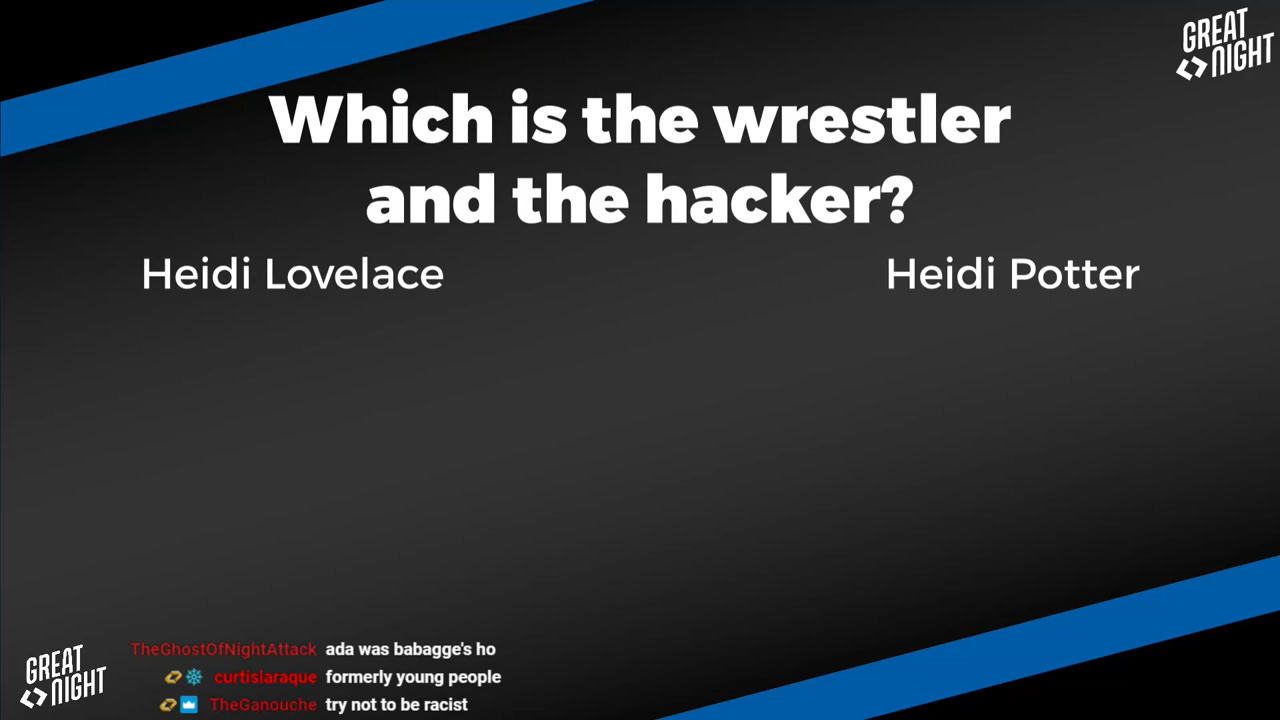 GREAT
NIGHT
Which is the wrestler
and the hacker?
Heidi Lovelace
Heidi Potter
GREAT
NIGHT
TheGhostOfNightAttack ada was babagge's ho
curtislaraque formerly young people
TheGanouche try not to be racist